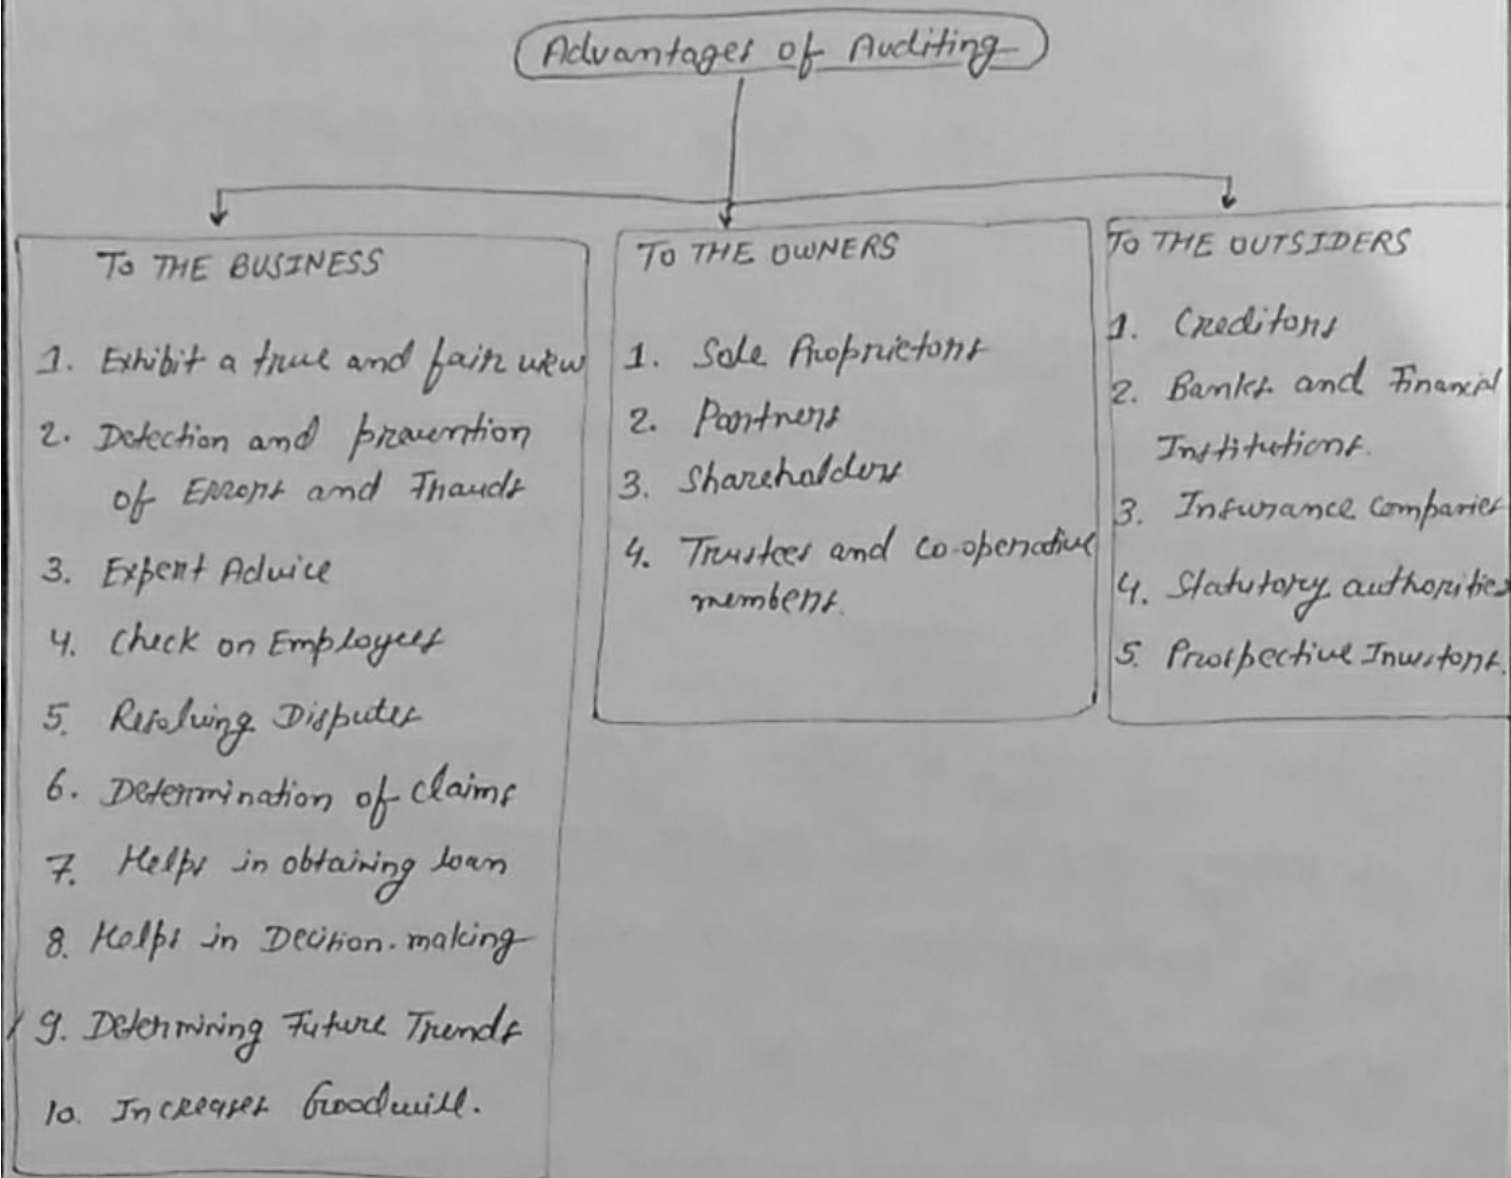 Advantages of Auditing
TO THE BUSINESS
1. Exhibit a true and fair view
2. Detection and prevention
of Errors and Frauds
3. Expert Advice
4. Check on Employees
5. Resolving Disputes
6. Determination of claims
7. Helps in obtaining loan
8. Helps in Decision-making
9. Determining Future Trends
10. Increases Goodwill.
TO THE OWNERS
1. Sole Proprietors
2. Partners
3. Shareholders
4. Trustees and co-operative
members.
TO THE OUTSIDERS
1. Creditors
2. Banks and Financial
Institutions.
3. Insurance Companies
4. Statutory authorities
5. Prospective Investors.